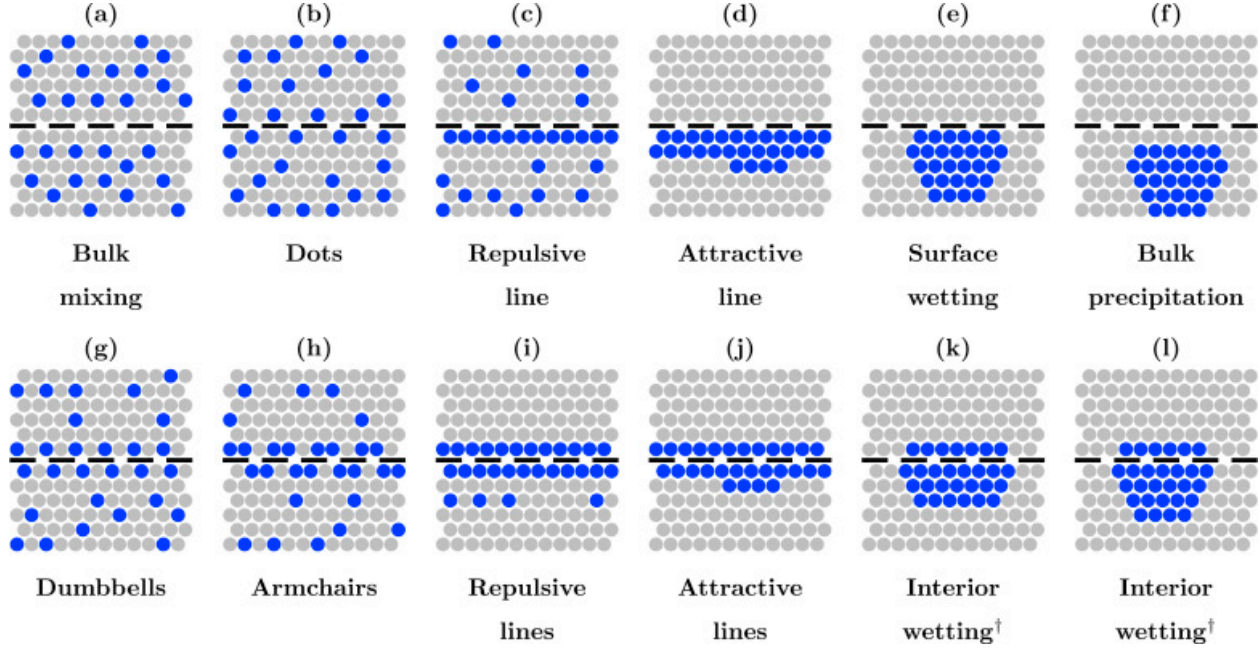 (a) (b) (c) (d) (e) (f)
Bulk Dots Repulsive Attractive Surface Bulk
mixing line line wetting precipitation
(g) (h) (i) (j) (k) (l)
Dumbbells Armchairs Repulsive Attractive Interior Interior
lines lines wetting† wetting†